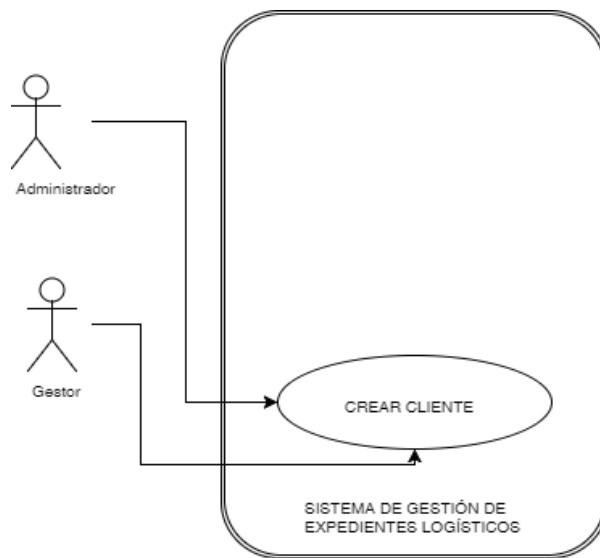 Administrador
Gestor
CREAR CLIENTE
SISTEMA DE GESTIÓN DE
EXPEDIENTES LOGÍSTICOS